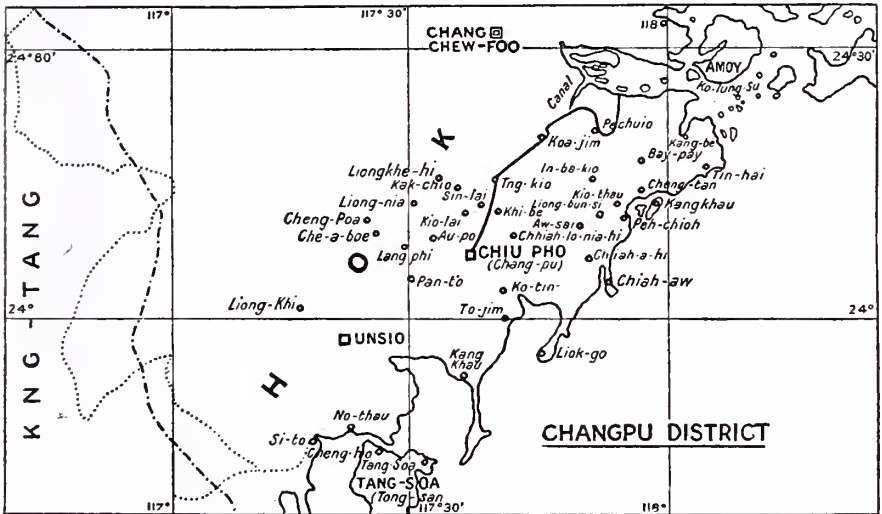 117°
117° 30'
118°
CHANG
CHEW-FOO
24° 80'
24° 30'
AMOY
Ko-lung-Su
Canal
Pechuio
Koa-jim
Kang-be
K
Bay-pay
Tin-hai
Liongkhe-hi
Kak-chio
Tng-kio
In-ba-kio
Cheng-tan
Sin-lai
Kio-thau
Liong-nia
Liong-bun-si
Kangkhau
Cheng-Poa
Kio-lai
Khi-be
Peh-chioh
Che-a-boe
Au-po
Aw-sai
Chhiah-lo-nia-hi
Lang phi
CHIU PHO
(Chang-pu)
Chiah-a-hi
O
Pan-to
Ko-tin-
Chiah-aw
Liong-Khi
24°
To-jim
24°
UNSIO
Liok-go
Kang
Khau
KNG-TANG
H
No-thau
CHANGPU DISTRICT
Si-to
Cheng-ho
Tang-Soa
TANG-SOA
(Tong-san
117°
117° 30'
118°